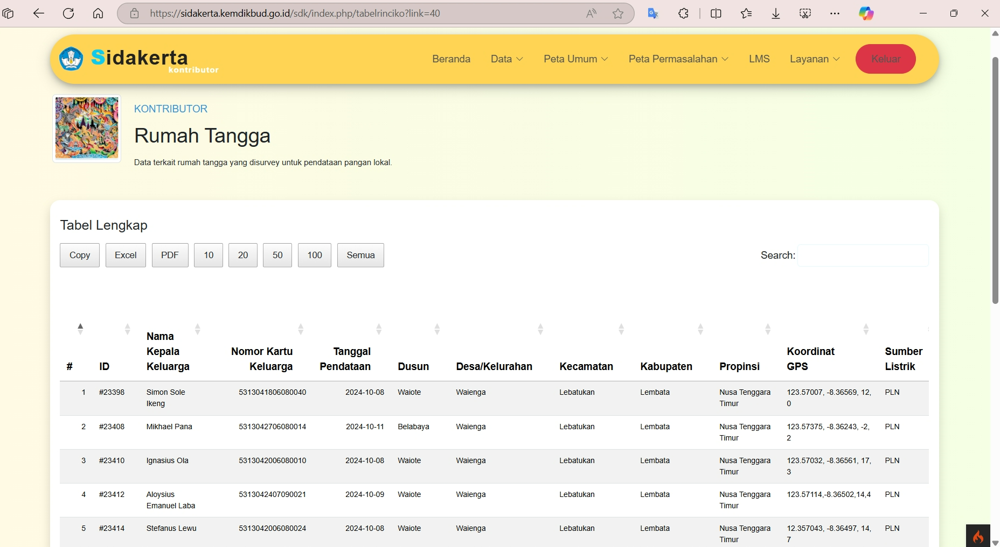 https://sidakerta.kemdikbud.go.id/sdk/index.php/tabelrinciko?link=40
Sidakerta
kontributor
Beranda Data Peta Umum Peta Permasalahan LMS Layanan Keluar
KONTRIBUTOR
Rumah Tangga
Data terkait rumah tangga yang disurvey untuk pendataan pangan lokal.
Tabel Lengkap
Copy Excel PDF 10 20 50 100 Semua Search:
Nama
Kepala Nomor Kartu Tanggal Koordinat Sumber
# ID Keluarga Keluarga Pendataan Dusun Desa/Kelurahan Kecamatan Kabupaten Propinsi GPS Listrik
1 #23398 Simon Sole 5313041806080040 2024-10-08 Waiote Waienga Lebatukan Lembata Nusa Tenggara 123.57007, -8.36569, 12, PLN
Ikeng Timur 0
2 #23408 Mikhael Pana 5313042706080014 2024-10-11 Belabaya Waienga Lebatukan Lembata Nusa Tenggara 123.57375, -8.36243, -2, PLN
Timur 2
3 #23410 Ignasius Ola 5313042006080010 2024-10-08 Waiote Waienga Lebatukan Lembata Nusa Tenggara 123.57032, -8.36561, 17, PLN
Timur 3
4 #23412 Aloysius 5313042407090021 2024-10-09 Waiote Waienga Lebatukan Lembata Nusa Tenggara 123.57114,-8.36502,14,4 PLN
Emanuel Laba Timur
5 #23414 Stefanus Lewu 5313042006080024 2024-10-08 Waiote Waienga Lebatukan Lembata Nusa Tenggara 12.357043, -8.36497, 14, PLN
Timur 7